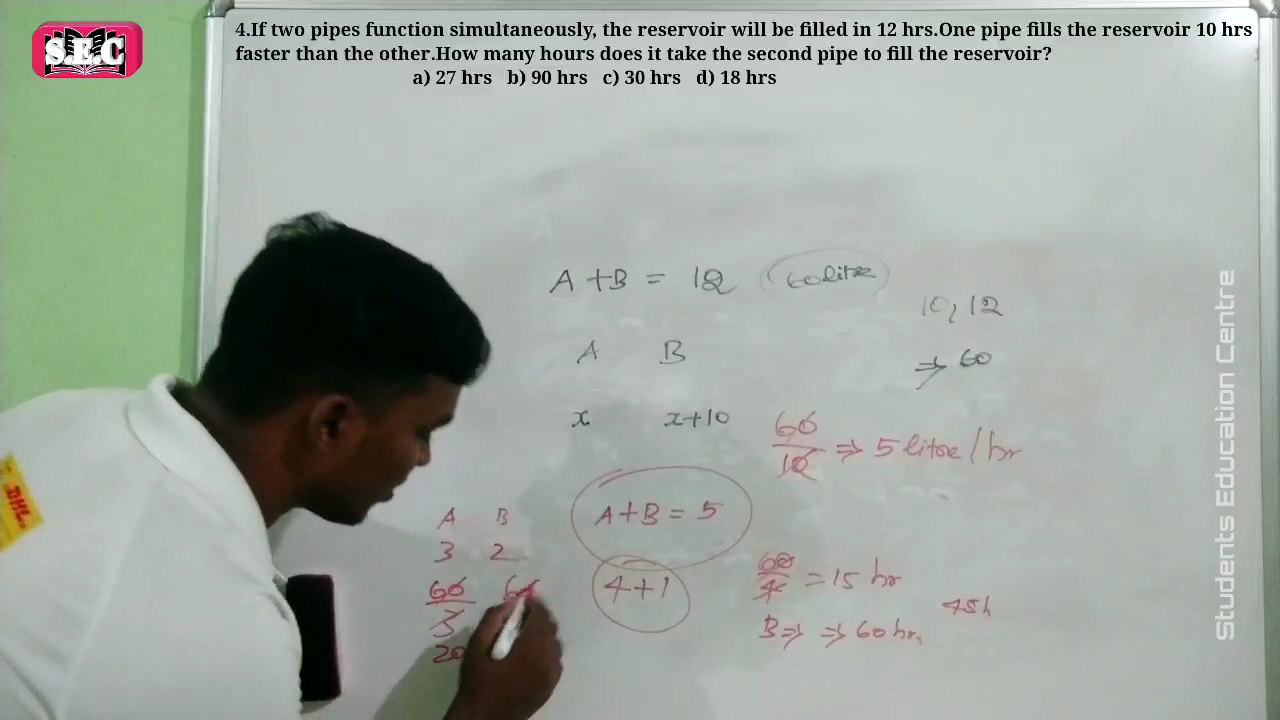 S.E.C
4.If two pipes function simultaneously, the reservoir will be filled in 12 hrs.One pipe fills the reservoir 10 hrs
faster than the other.How many hours does it take the second pipe to fill the reservoir?
a) 27 hrs b) 90 hrs c) 30 hrs d) 18 hrs
A + B = 12 60 litre
10, 12
⇒ 60
A B
x x+10
60/12 ⇒ 5 litre / hr
A + B = 5
4+1
60/4 = 15 hr
B ⇒ ⇒ 60 hr,
45h
A B
3 2
60/3 60
20
DHL
Students Education Centre